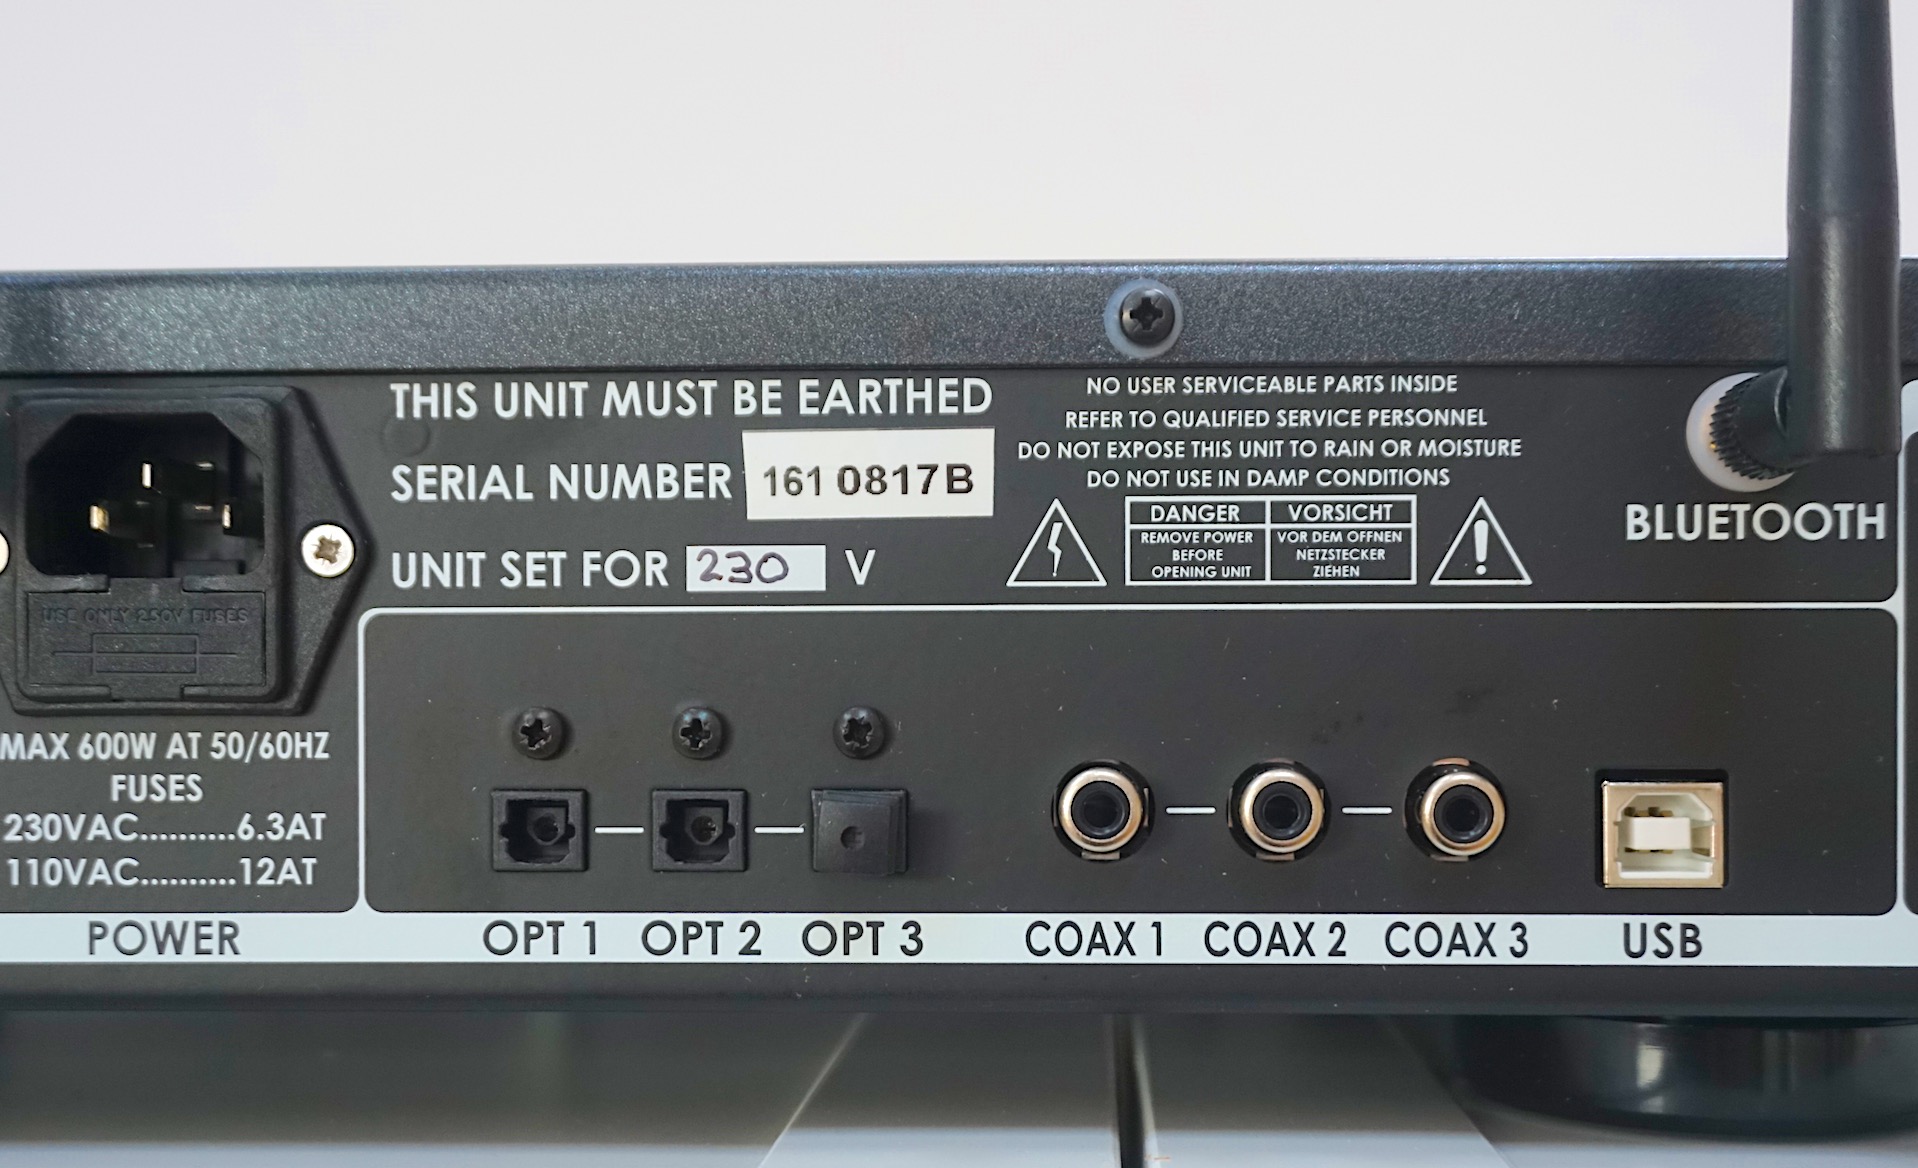 THIS UNIT MUST BE EARTHED
SERIAL NUMBER 161 0817B
UNIT SET FOR 230 V
NO USER SERVICEABLE PARTS INSIDE
REFER TO QUALIFIED SERVICE PERSONNEL
DO NOT EXPOSE THIS UNIT TO RAIN OR MOISTURE
DO NOT USE IN DAMP CONDITIONS
DANGER
REMOVE POWER
BEFORE
OPENING UNIT
VORSICHT
VOR DEM OFFNEN
NETZSTECKER
ZIEHEN
BLUETOOTH
USE ONLY 250V FUSES
MAX 600W AT 50/60HZ
FUSES
230VAC..........6.3AT
110VAC..........12AT
POWER
OPT 1 OPT 2 OPT 3 COAX 1 COAX 2 COAX 3 USB